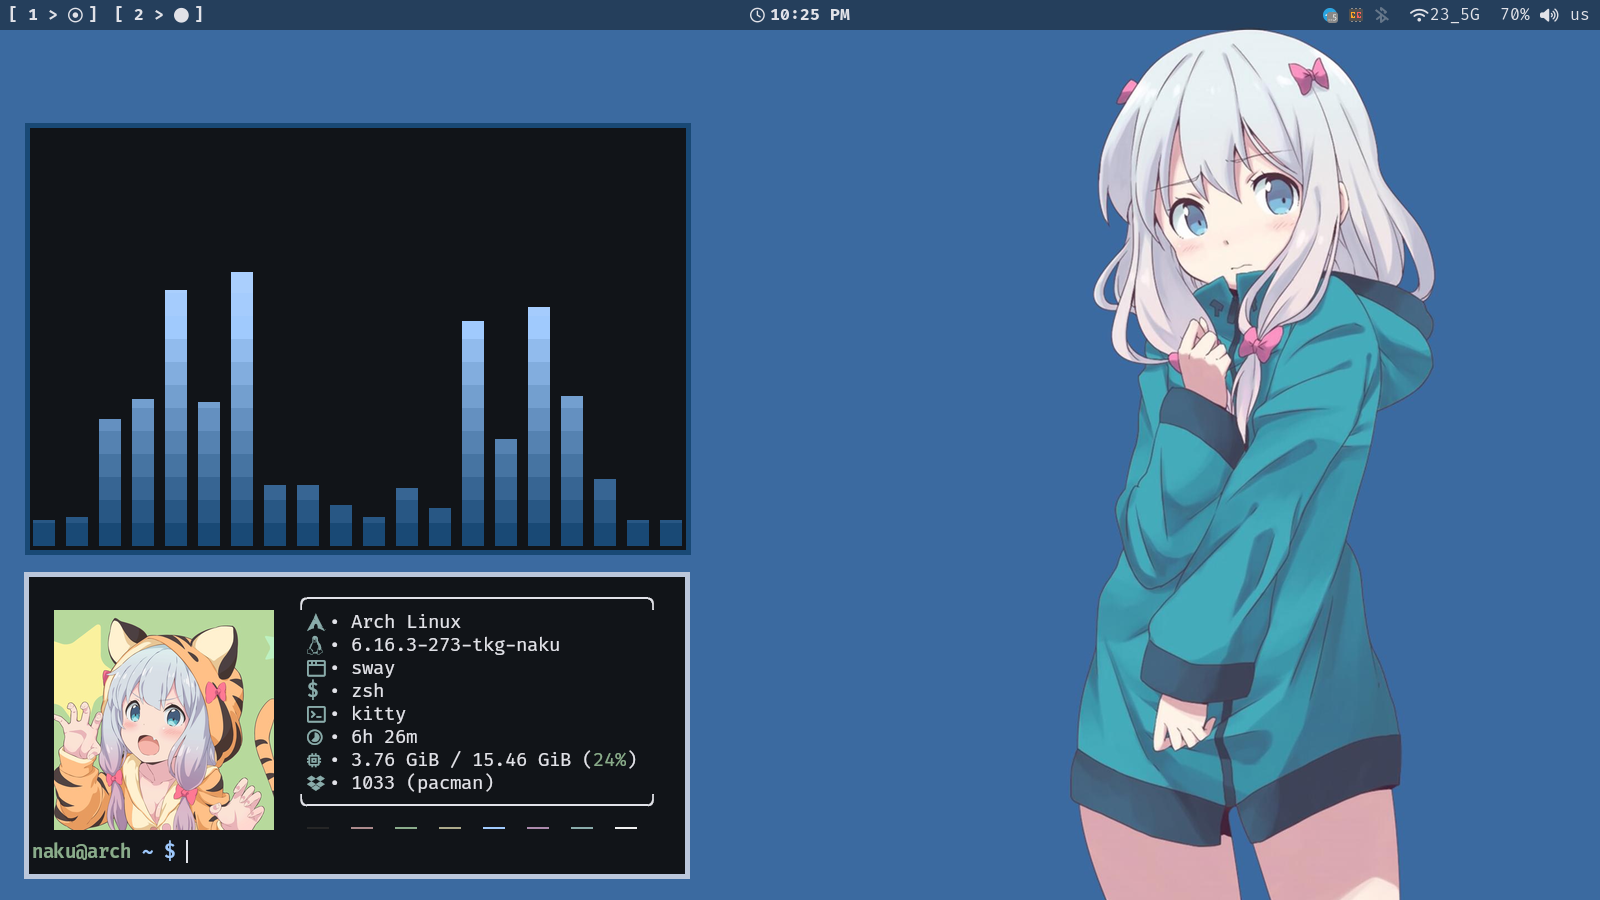 [ 1 > ] [ 2 > ] 10:25 PM 23_5G 70% us
• Arch Linux
• 6.16.3-273-tkg-naku
• sway
$ • zsh
• kitty
• 6h 26m
• 3.76 GiB / 15.46 GiB (24%)
• 1033 (pacman)
naku@arch ~ $